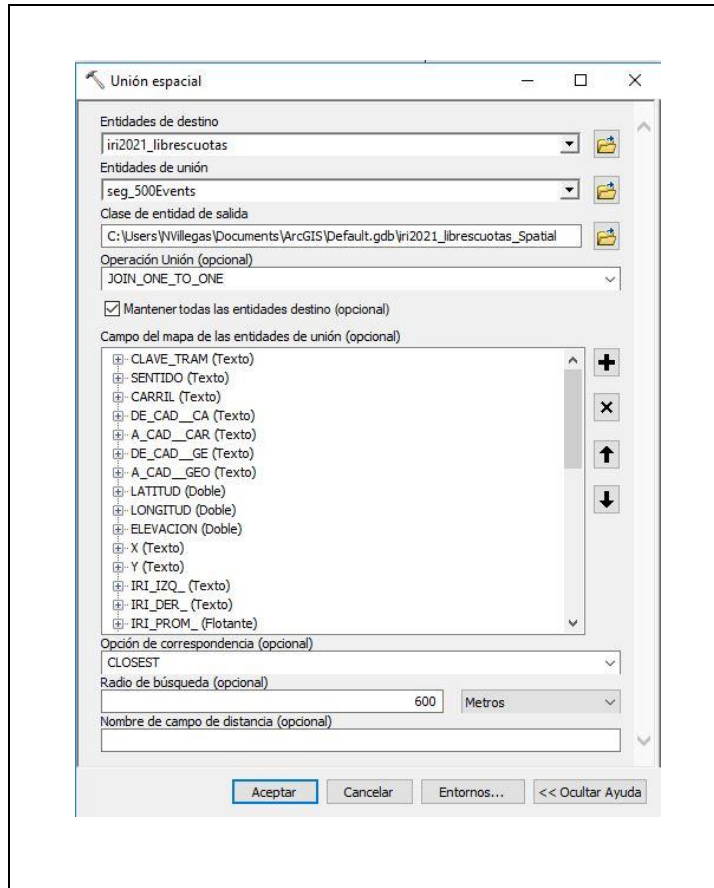 Unión espacial
Entidades de destino
iri2021_librescuotas
Entidades de unión
seg_500Events
Clase de entidad de salida
C:\Users\NVillegas\Documents\ArcGIS\Default.gdb\iri2021_librescuotas_Spatial
Operación Unión (opcional)
JOIN_ONE_TO_ONE
Mantener todas las entidades destino (opcional)
Campo del mapa de las entidades de unión (opcional)
CLAVE_TRAM (Texto)
SENTIDO (Texto)
CARRIL (Texto)
DE_CAD__CA (Texto)
A_CAD__CAR (Texto)
DE_CAD__GE (Texto)
A_CAD__GEO (Texto)
LATITUD (Doble)
LONGITUD (Doble)
ELEVACION (Doble)
X (Texto)
Y (Texto)
IRI_IZQ_ (Texto)
IRI_DER_ (Texto)
IRI_PROM_ (Flotante)
Opción de correspondencia (opcional)
CLOSEST
Radio de búsqueda (opcional)
600 Metros
Nombre de campo de distancia (opcional)
Aceptar Cancelar Entornos... << Ocultar Ayuda